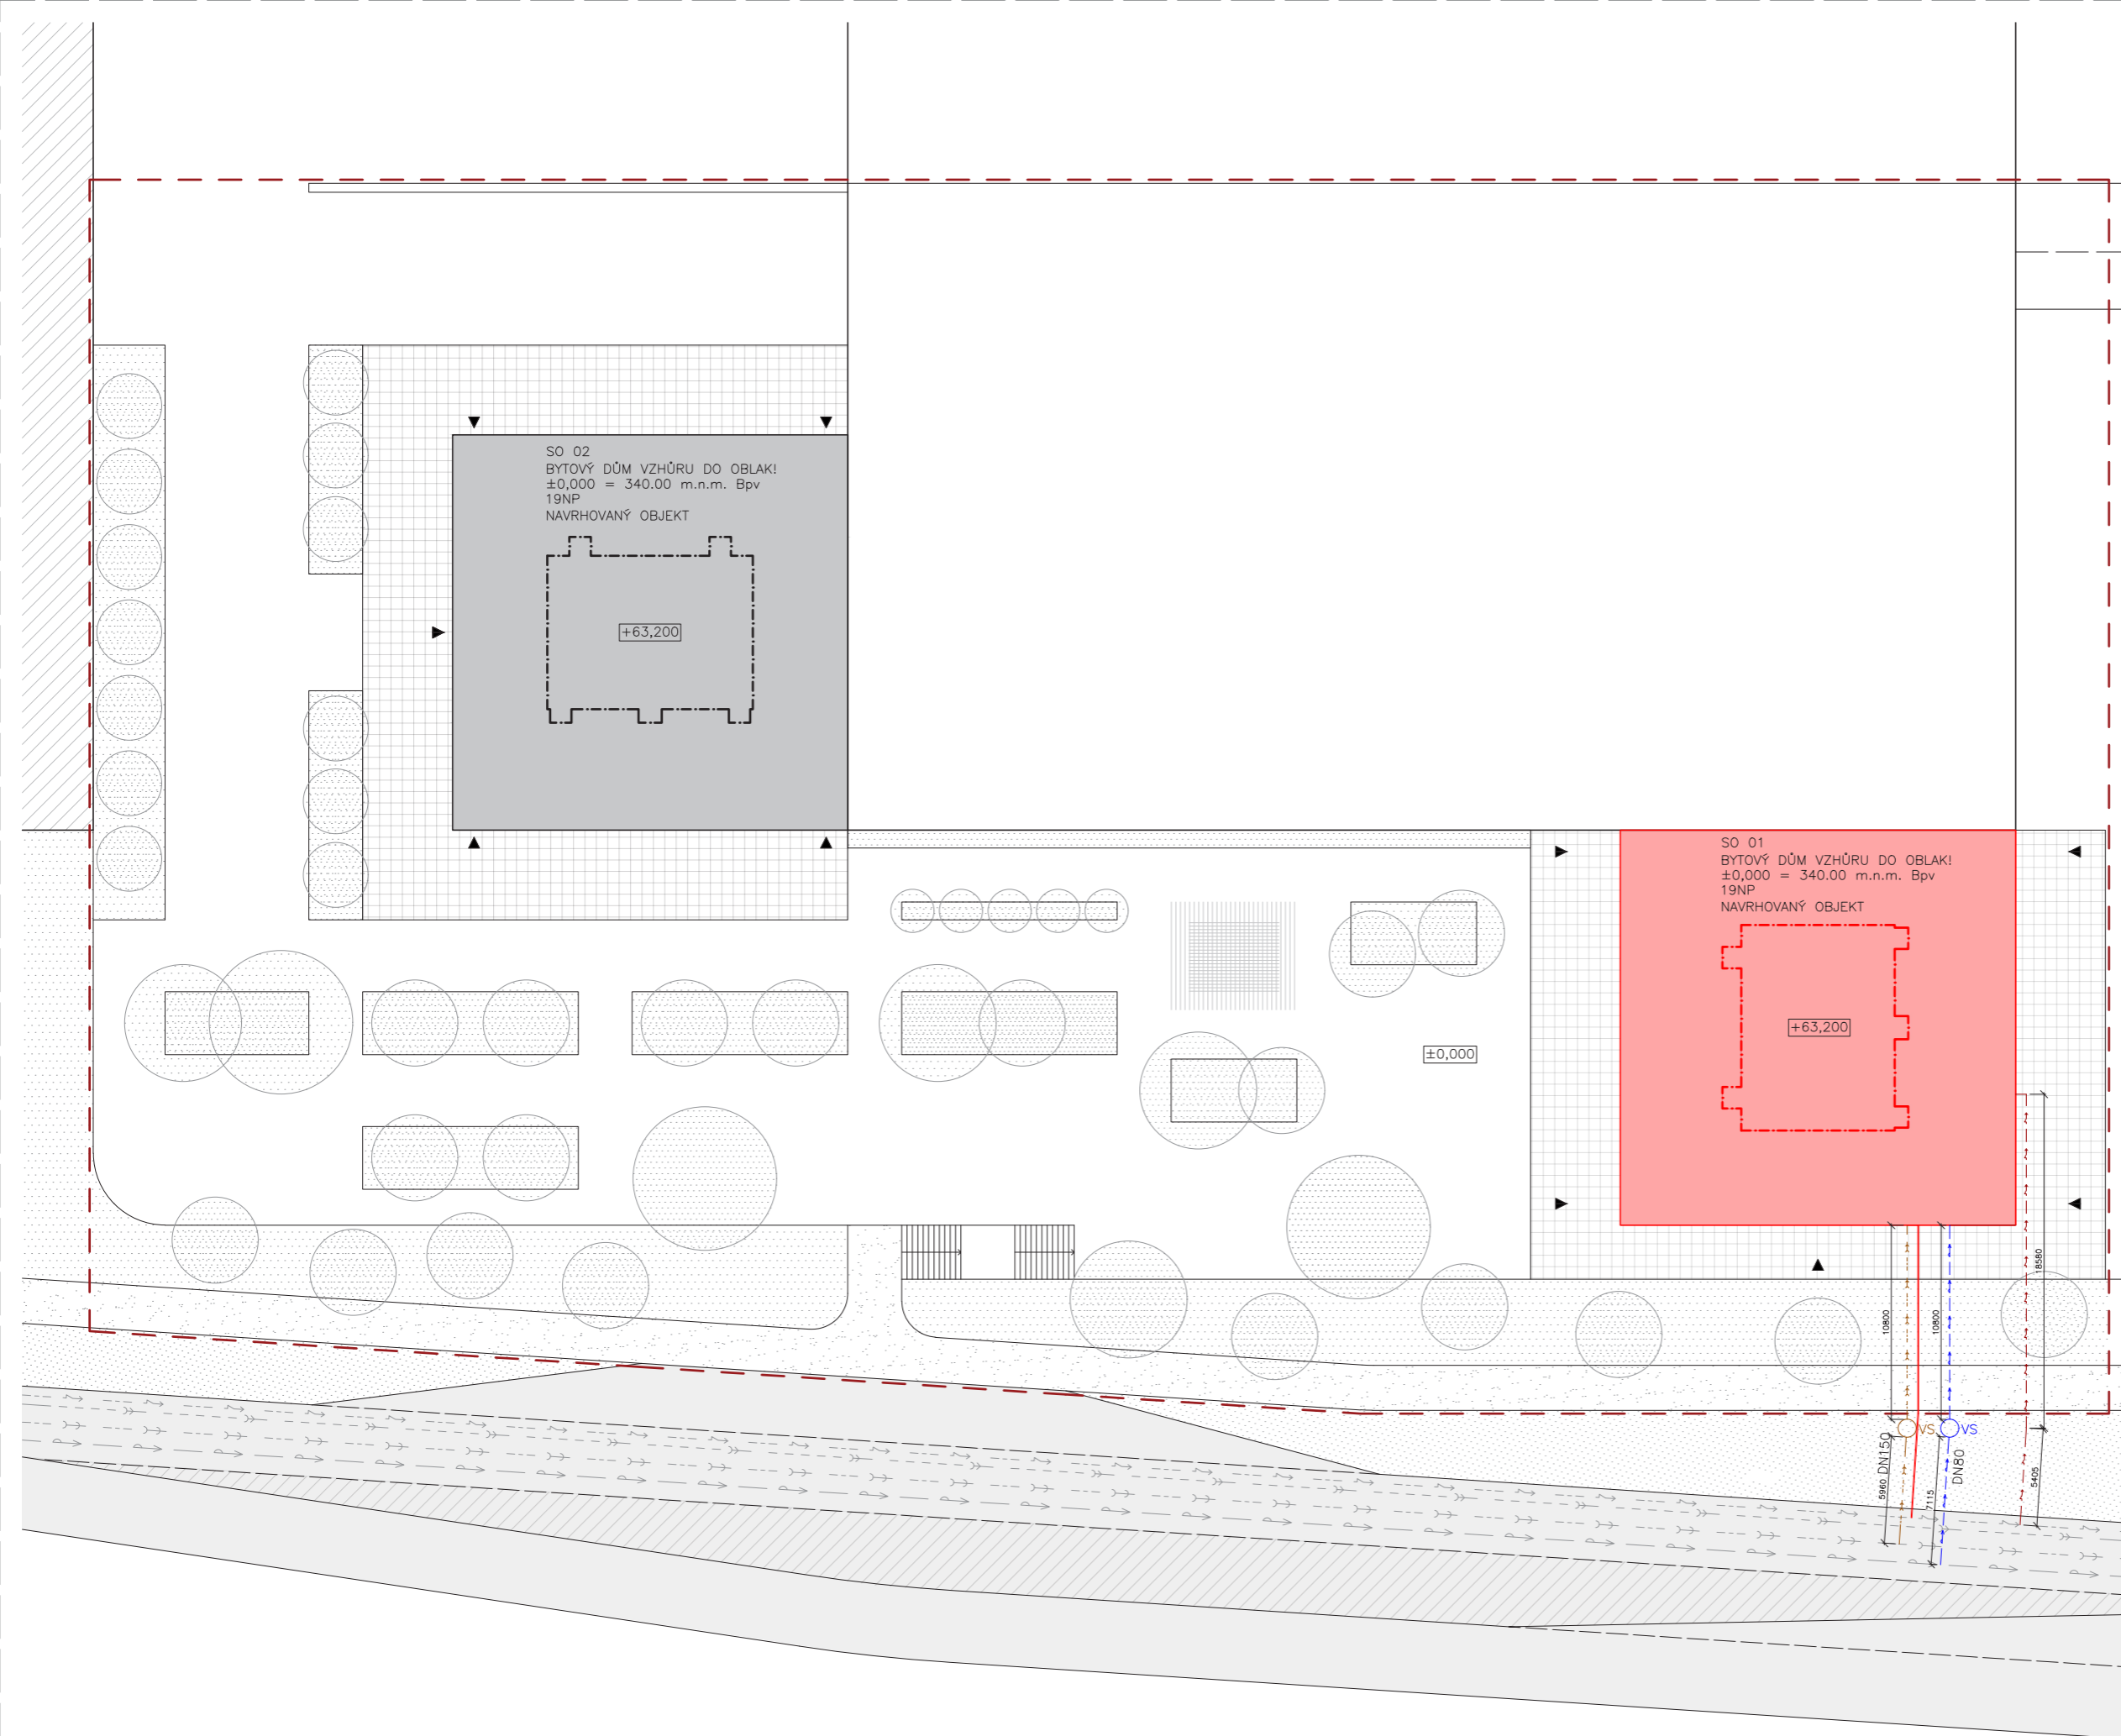 SO 02
BYTOVÝ DŮM VZHŮRU DO OBLAK!
±0,000 = 340.00 m.n.m. Bpv
19NP
NAVRHOVANÝ OBJEKT
+63,200
SO 01
BYTOVÝ DŮM VZHŮRU DO OBLAK!
±0,000 = 340.00 m.n.m. Bpv
19NP
NAVRHOVANÝ OBJEKT
+63,200
±0,000
18580
10800
10800
VS
VS
DN150
DN80
5960
7115
5405